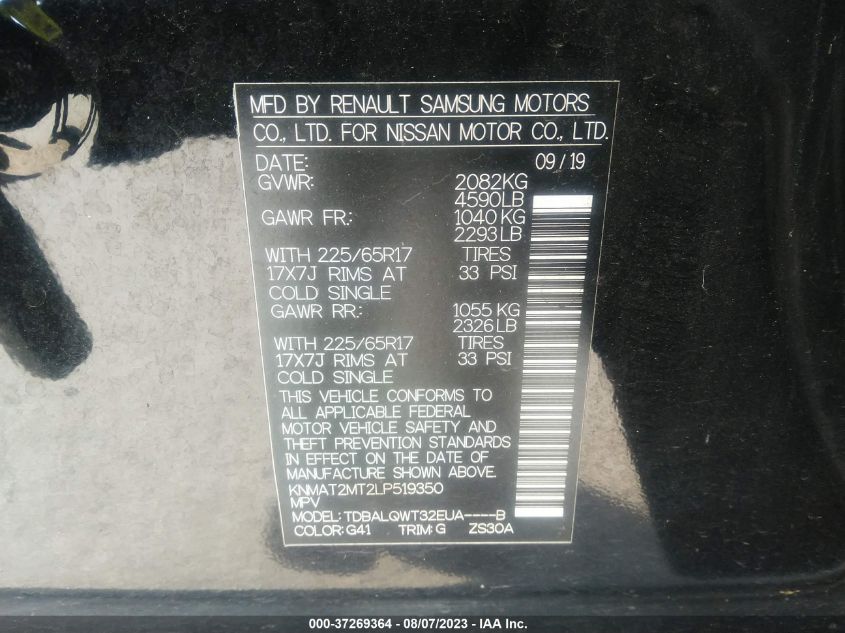 MFD BY RENAULT SAMSUNG MOTORS
CO., LTD. FOR NISSAN MOTOR CO., LTD.
DATE: 09/19
GVWR: 2082KG
4590LB
GAWR FR: 1040KG
2293LB
WITH 225/65R17 TIRES
17X7J RIMS AT 33 PSI
COLD SINGLE
GAWR RR: 1055KG
2326LB
WITH 225/65R17 TIRES
17X7J RIMS AT 33 PSI
COLD SINGLE
THIS VEHICLE CONFORMS TO
ALL APPLICABLE FEDERAL
MOTOR VEHICLE SAFETY AND
THEFT PREVENTION STANDARDS
IN EFFECT ON THE DATE OF
MANUFACTURE SHOWN ABOVE.
KNMAT2MT2LP519350
MPV
MODEL: TDBALQWT32EUA----B
COLOR: G41 TRIM: G ZS30A
000-37269364 - 08/07/2023 - IAA Inc.